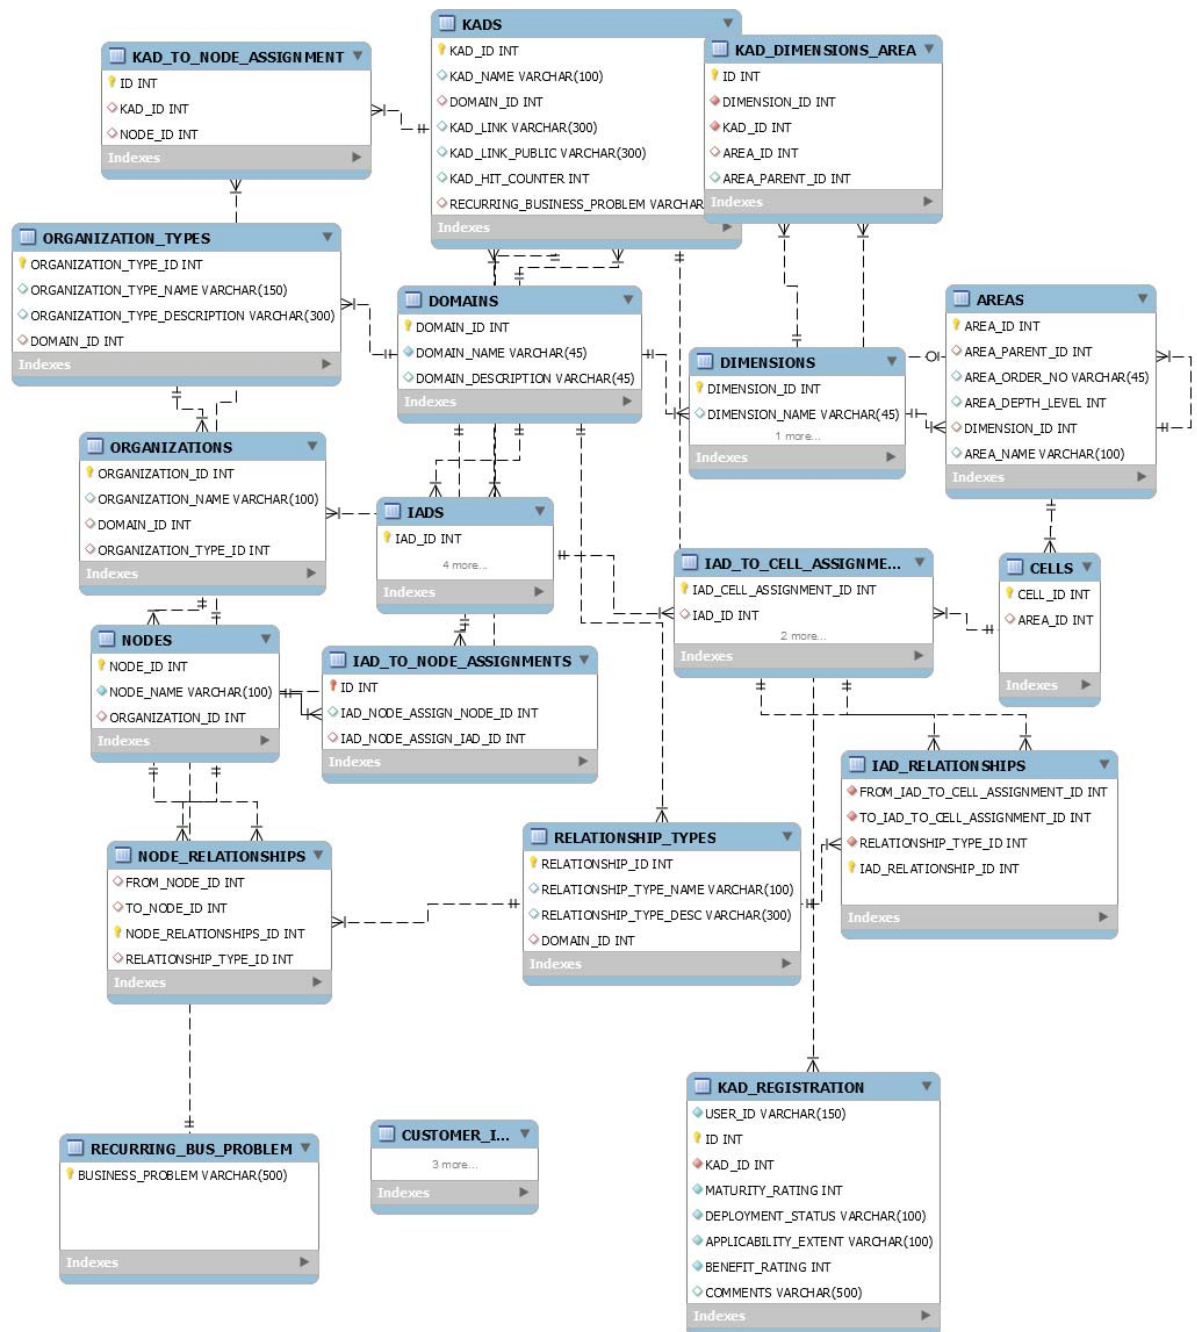 KADS
KAD_ID INT
KAD_NAME VARCHAR(100)
DOMAIN_ID INT
KAD_LINK VARCHAR(300)
KAD_LINK_PUBLIC VARCHAR(300)
KAD_HIT_COUNTER INT
RECURRING_BUSINESS_PROBLEM VARCHAR
Indexes
KAD_TO_NODE_ASSIGNMENT
ID INT
KAD_ID INT
NODE_ID INT
Indexes
KAD_DIMENSIONS_AREA
ID INT
DIMENSION_ID INT
KAD_ID INT
AREA_ID INT
AREA_PARENT_ID INT
Indexes
ORGANIZATION_TYPES
ORGANIZATION_TYPE_ID INT
ORGANIZATION_TYPE_NAME VARCHAR(150)
ORGANIZATION_TYPE_DESCRIPTION VARCHAR(300)
DOMAIN_ID INT
Indexes
DOMAINS
DOMAIN_ID INT
DOMAIN_NAME VARCHAR(45)
DOMAIN_DESCRIPTION VARCHAR(45)
Indexes
DIMENSIONS
DIMENSION_ID INT
DIMENSION_NAME VARCHAR(45)
1 more...
Indexes
AREAS
AREA_ID INT
AREA_PARENT_ID INT
AREA_ORDER_NO VARCHAR(45)
AREA_DEPTH_LEVEL INT
DIMENSION_ID INT
AREA_NAME VARCHAR(100)
Indexes
ORGANIZATIONS
ORGANIZATION_ID INT
ORGANIZATION_NAME VARCHAR(100)
DOMAIN_ID INT
ORGANIZATION_TYPE_ID INT
Indexes
IADS
IAD_ID INT
4 more...
Indexes
IAD_TO_CELL_ASSIGNME...
IAD_CELL_ASSIGNMENT_ID INT
IAD_ID INT
2 more...
Indexes
CELLS
CELL_ID INT
AREA_ID INT
Indexes
NODES
NODE_ID INT
NODE_NAME VARCHAR(100)
ORGANIZATION_ID INT
Indexes
IAD_TO_NODE_ASSIGNMENTS
ID INT
IAD_NODE_ASSIGN_NODE_ID INT
IAD_NODE_ASSIGN_IAD_ID INT
Indexes
IAD_RELATIONSHIPS
FROM_IAD_TO_CELL_ASSIGNMENT_ID INT
TO_IAD_TO_CELL_ASSIGNMENT_ID INT
RELATIONSHIP_TYPE_ID INT
IAD_RELATIONSHIP_ID INT
Indexes
NODE_RELATIONSHIPS
FROM_NODE_ID INT
TO_NODE_ID INT
NODE_RELATIONSHIPS_ID INT
RELATIONSHIP_TYPE_ID INT
Indexes
RELATIONSHIP_TYPES
RELATIONSHIP_ID INT
RELATIONSHIP_TYPE_NAME VARCHAR(100)
RELATIONSHIP_TYPE_DESC VARCHAR(300)
DOMAIN_ID INT
Indexes
RECURRING_BUS_PROBLEM
BUSINESS_PROBLEM VARCHAR(500)
Indexes
CUSTOMER_I...
3 more...
Indexes
KAD_REGISTRATION
USER_ID VARCHAR(150)
ID INT
KAD_ID INT
MATURITY_RATING INT
DEPLOYMENT_STATUS VARCHAR(100)
APPLICABILITY_EXTENT VARCHAR(100)
BENEFIT_RATING INT
COMMENTS VARCHAR(500)
Indexes